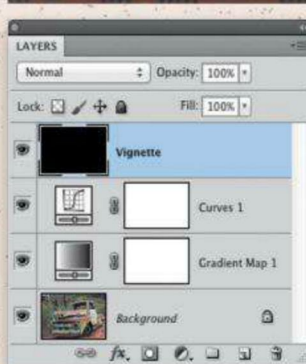 LAYERS
Normal Opacity: 100%
Lock: Fill: 100%
Vignette
Curves 1
Gradient Map 1
Background
fx.